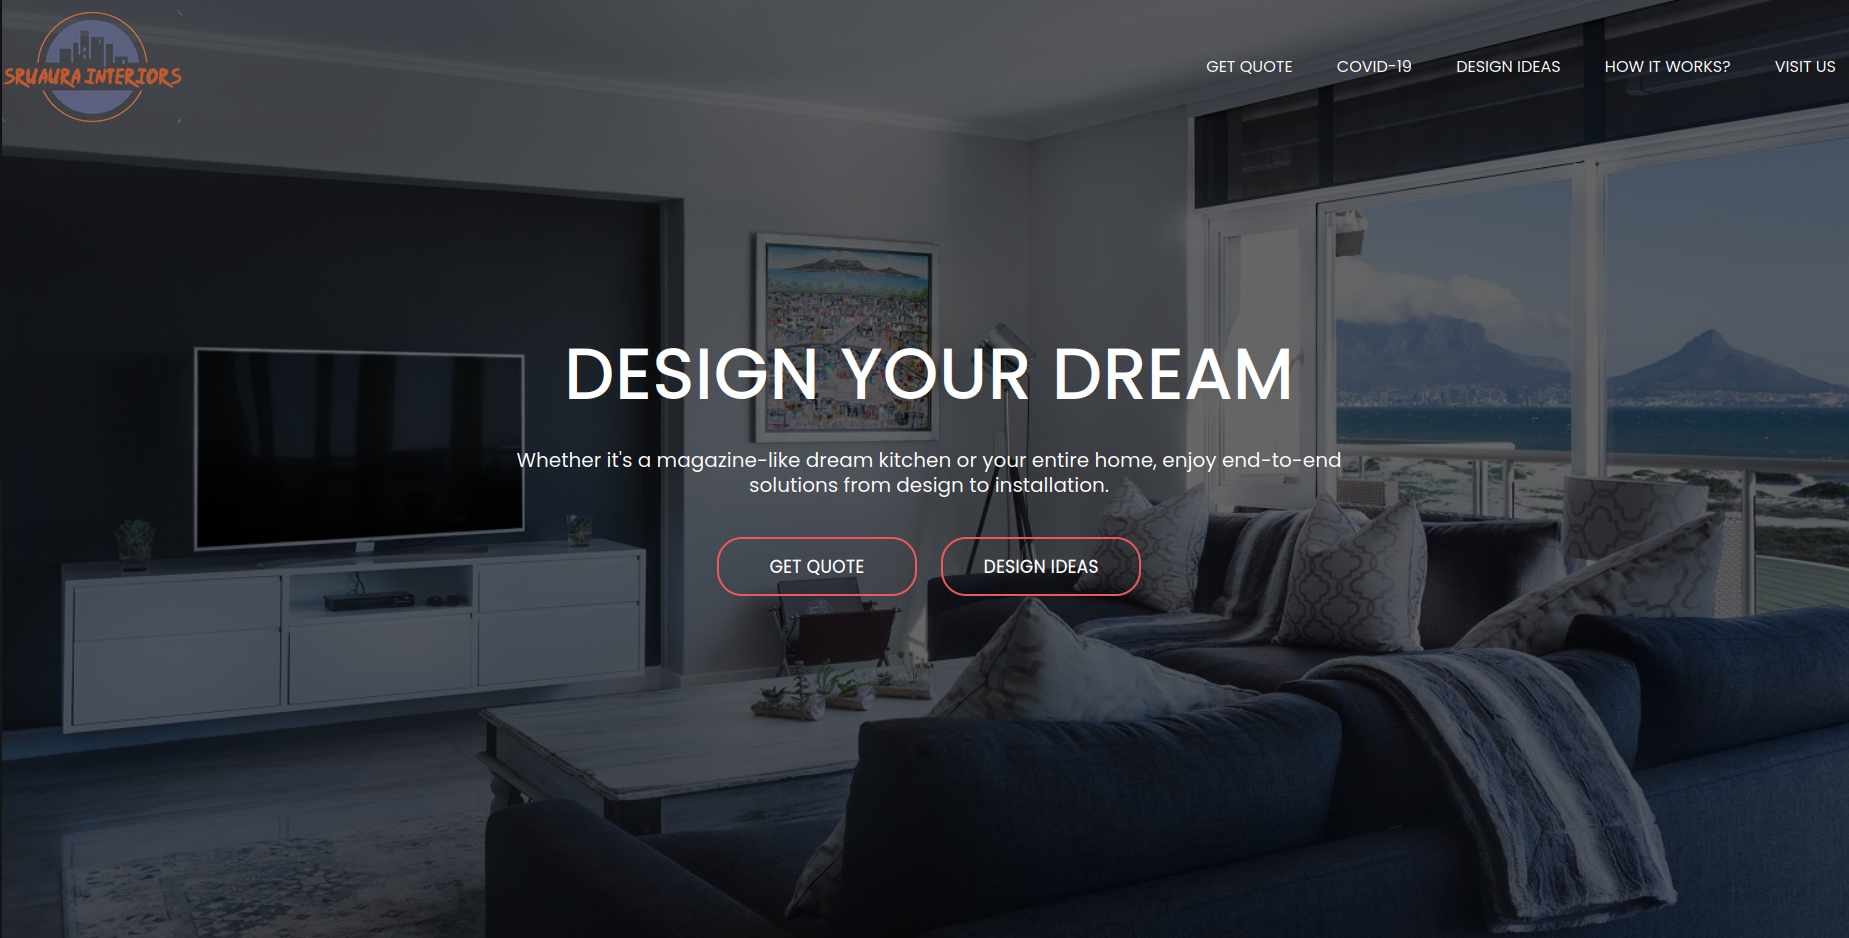 SRUAURA INTERIORS
GET QUOTE COVID-19 DESIGN IDEAS HOW IT WORKS? VISIT US
DESIGN YOUR DREAM
Whether it's a magazine-like dream kitchen or your entire home, enjoy end-to-end
solutions from design to installation.
GET QUOTE DESIGN IDEAS